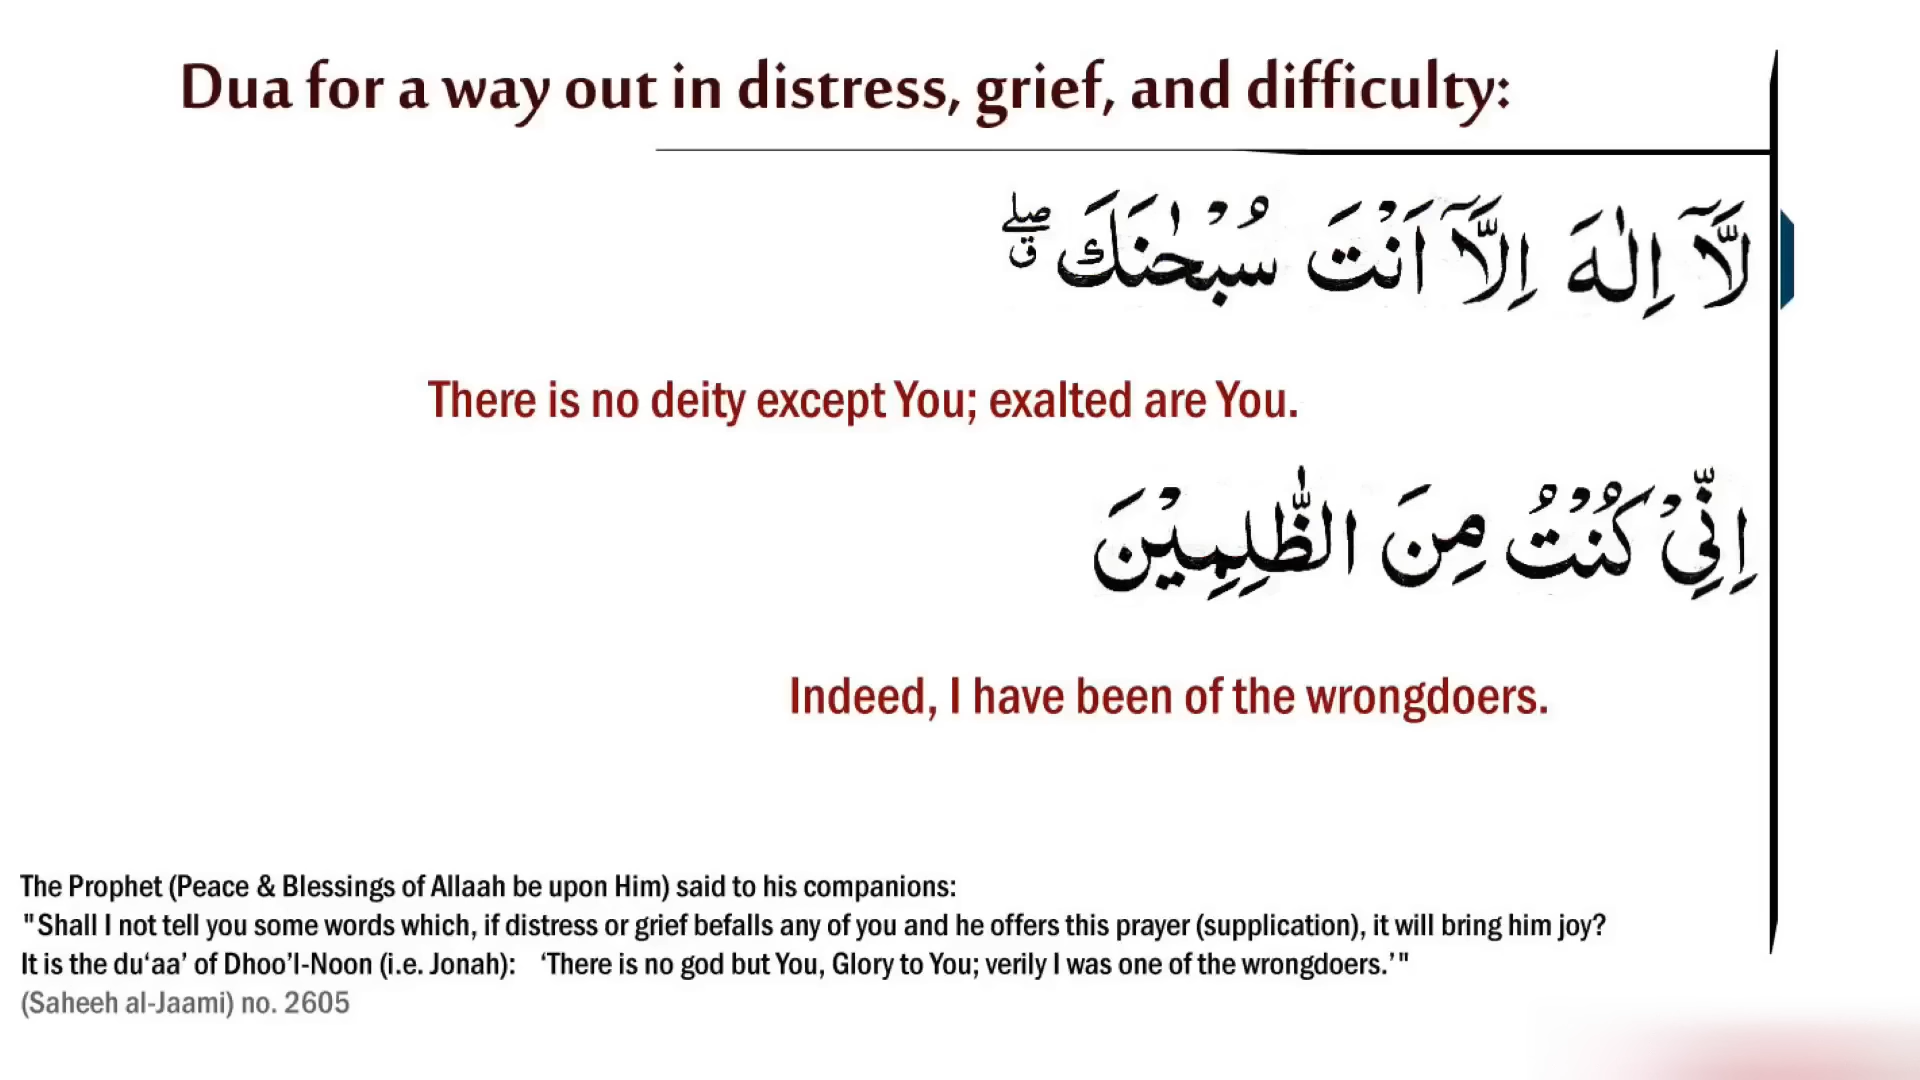 Dua for a way out in distress, grief, and difficulty:
لَّآ اِلٰهَ اِلَّآ اَنْتَ سُبْحٰنَكَ ۖق
There is no deity except You; exalted are You.
اِنِّىْ كُنْتُ مِنَ الظّٰلِمِيْنَ
Indeed, I have been of the wrongdoers.
The Prophet (Peace & Blessings of Allaah be upon Him) said to his companions:
"Shall I not tell you some words which, if distress or grief befalls any of you and he offers this prayer (supplication), it will bring him joy?
It is the du‘aa’ of Dhoo’l-Noon (i.e. Jonah): ‘There is no god but You, Glory to You; verily I was one of the wrongdoers.’"
(Saheeh al-Jaami) no. 2605